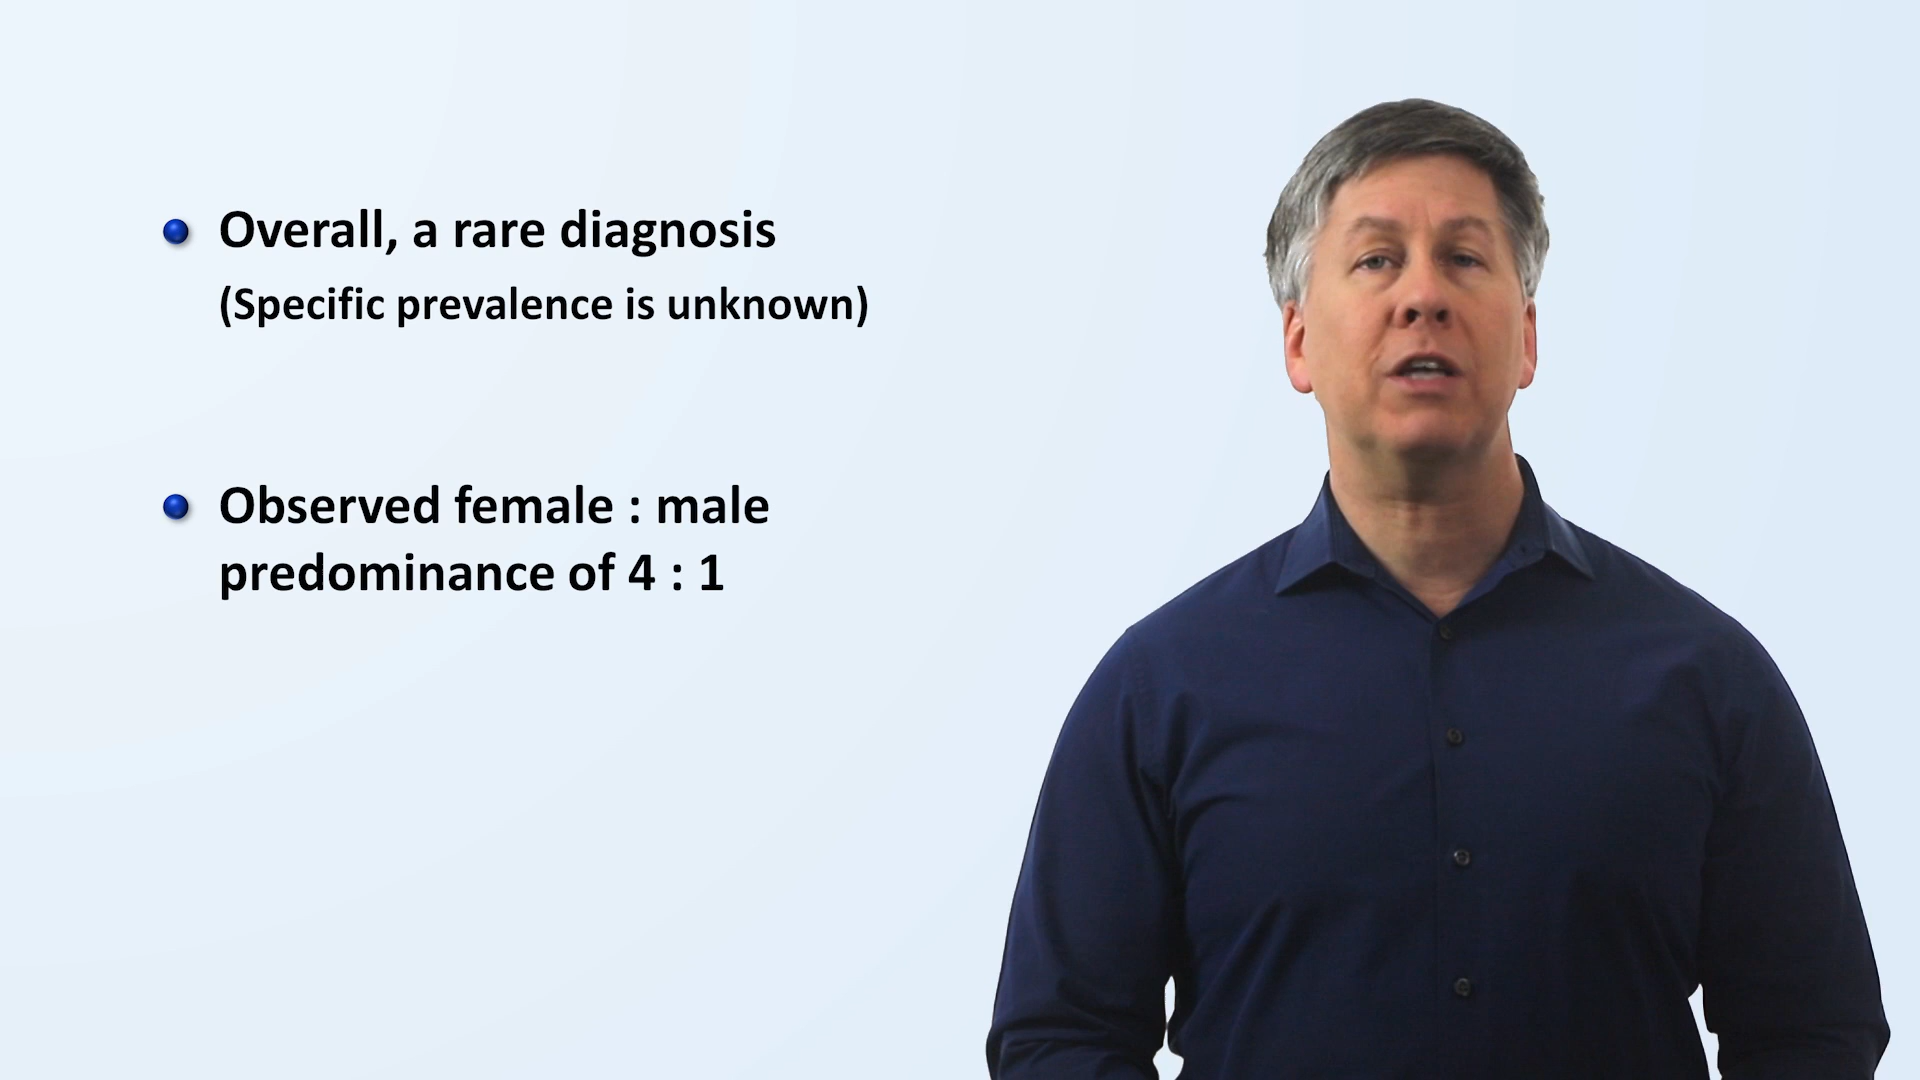 Overall, a rare diagnosis
(Specific prevalence is unknown)
Observed female : male
predominance of 4 : 1